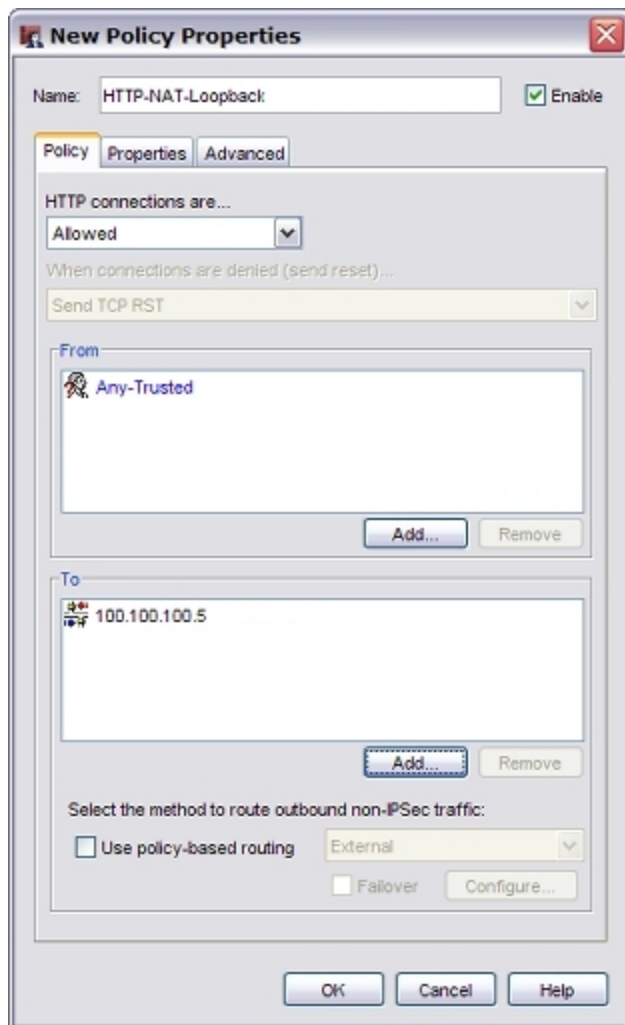 New Policy Properties
Name: HTTP-NAT-Loopback Enable
Policy Properties Advanced
HTTP connections are...
Allowed
When connections are denied (send reset)...
Send TCP RST
From
Any-Trusted
Add... Remove
To
100.100.100.5
Add... Remove
Select the method to route outbound non-IPSec traffic:
Use policy-based routing External
Failover Configure...
OK Cancel Help